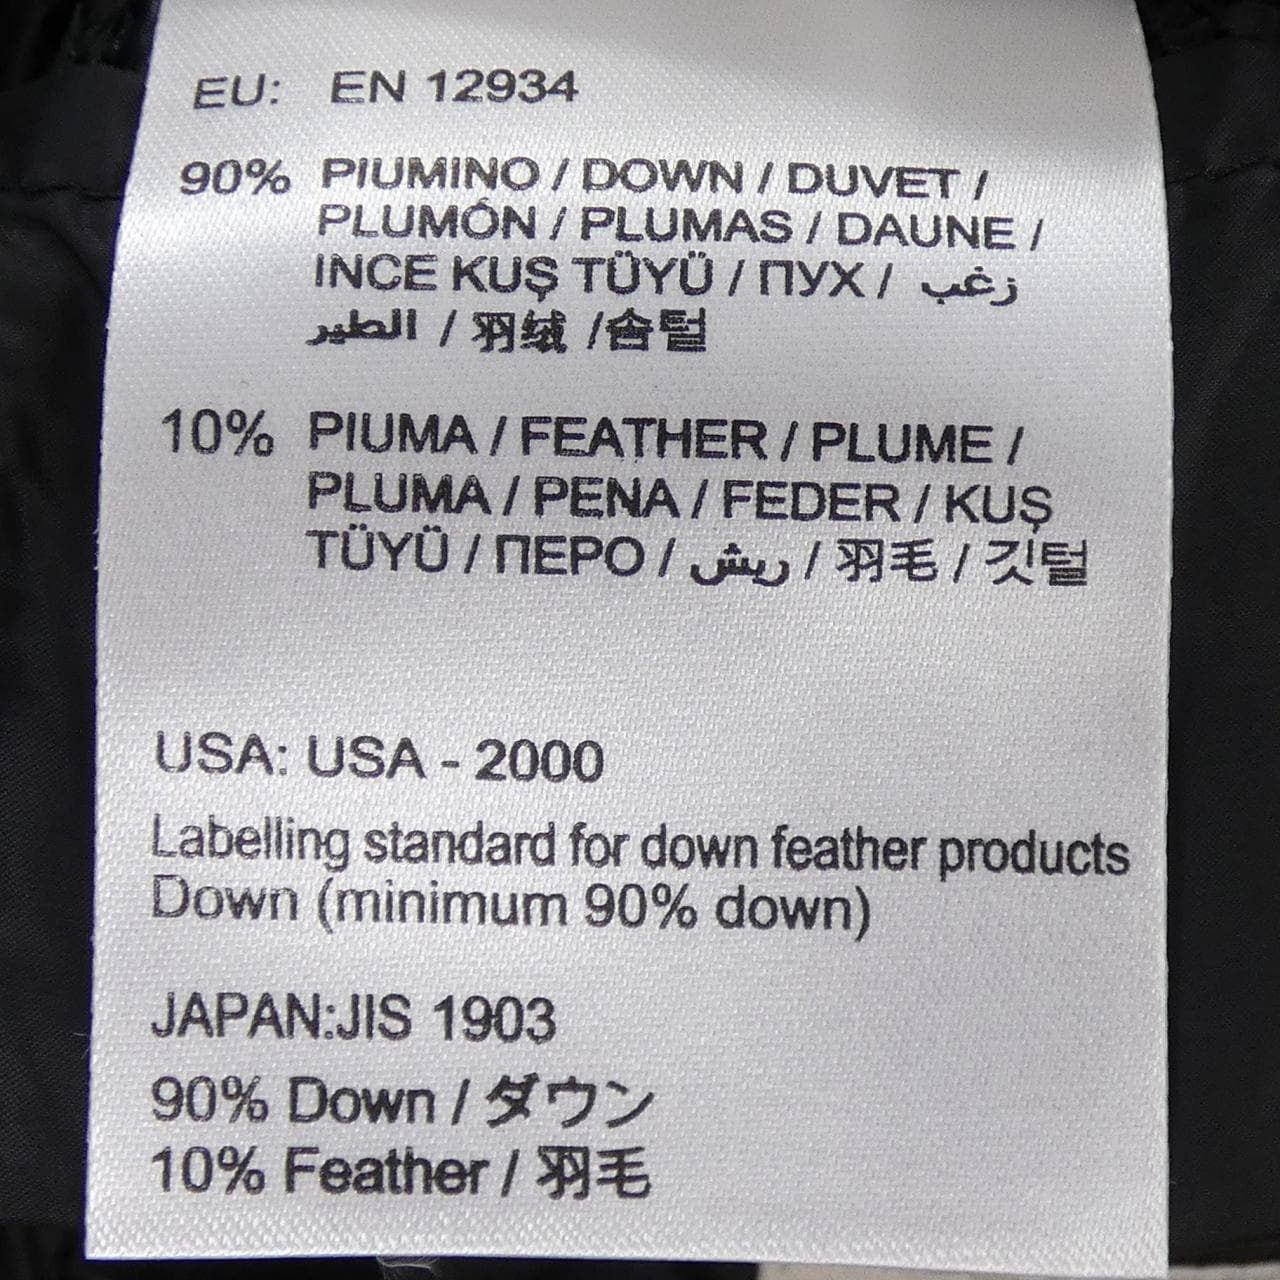 EU: EN 12934
90% PIUMINO / DOWN / DUVET /
PLUMÓN / PLUMAS / DAUNE /
INCE KUŞ TÜYÜ / ПУХ / زغب
الطير / 羽绒 /솜털
10% PIUMA / FEATHER / PLUME /
PLUMA / PENA / FEDER / KUŞ
TÜYÜ / ПЕРО / ريش / 羽毛 / 깃털
USA: USA - 2000
Labelling standard for down feather products
Down (minimum 90% down)
JAPAN:JIS 1903
90% Down / ダウン
10% Feather / 羽毛